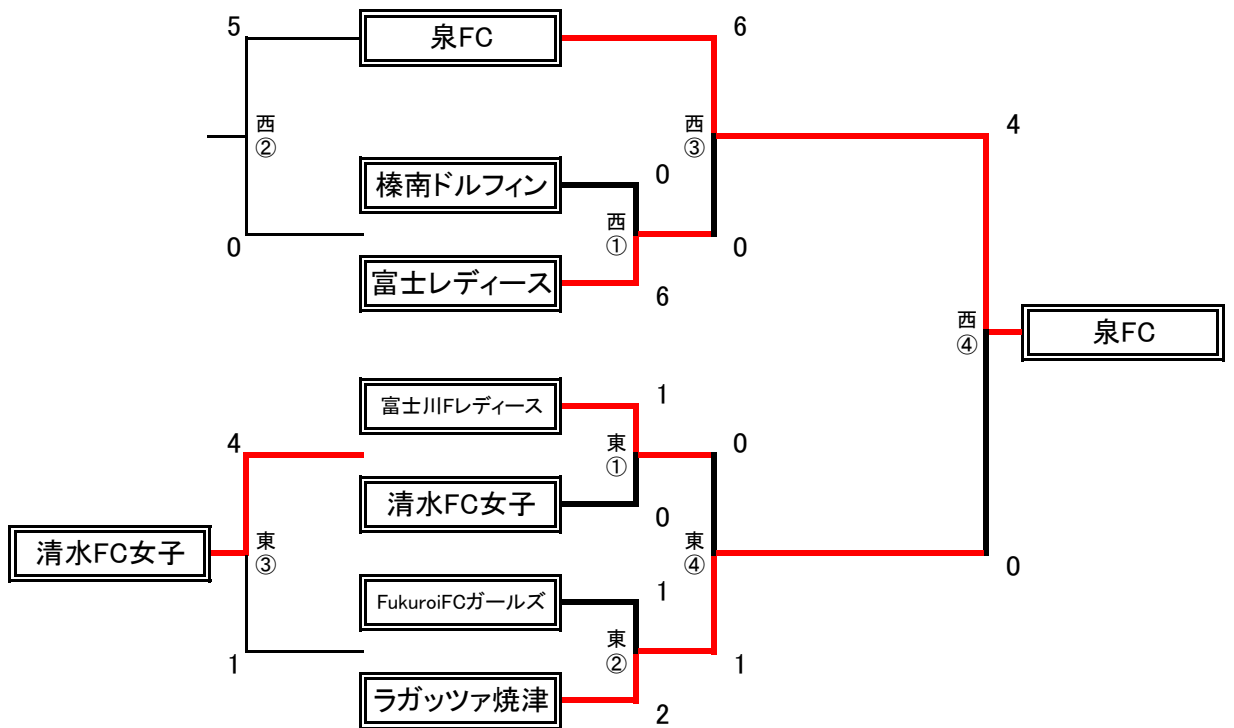 5
泉FC
6
西
②
西
③
4
榛南ドルフィン
0
西
①
0
0
富士レディース
6
西
④
泉FC
富士川Fレディース
1
4
東
①
0
清水FC女子
0
清水FC女子
東
③
東
④
0
FukuroiFCガールズ
1
東
②
1
1
ラガッツァ焼津
2